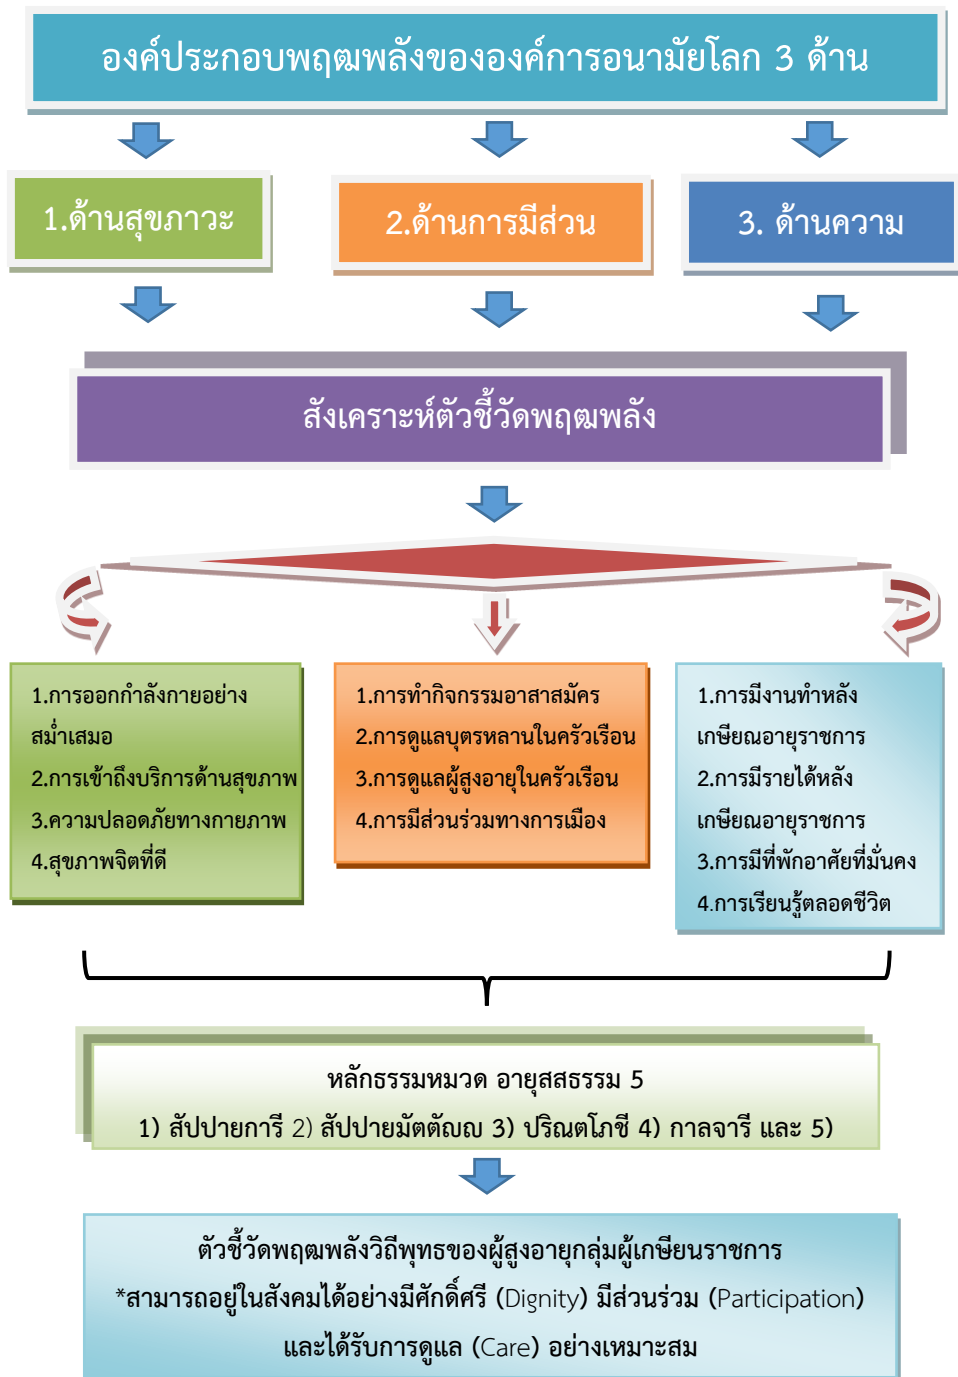 องค์ประกอบพฤฒพลังขององค์การอนามัยโลก 3 ด้าน
1.ด้านสุขภาวะ
2.ด้านการมีส่วน
3. ด้านความ
สังเคราะห์ตัวชี้วัดพฤฒพลัง
1.การออกกำลังกายอย่าง
สม่ำเสมอ
2.การเข้าถึงบริการด้านสุขภาพ
3.ความปลอดภัยทางกายภาพ
4.สุขภาพจิตที่ดี
1.การทำกิจกรรมอาสาสมัคร
2.การดูแลบุตรหลานในครัวเรือน
3.การดูแลผู้สูงอายุในครัวเรือน
4.การมีส่วนร่วมทางการเมือง
1.การมีงานทำหลัง
เกษียณอายุราชการ
2.การมีรายได้หลัง
เกษียณอายุราชการ
3.การมีที่พักอาศัยที่มั่นคง
4.การเรียนรู้ตลอดชีวิต
หลักธรรมหมวด อายุสสธรรม 5
1) สัปปายการี 2) สัปปายมัตตัญญ 3) ปริณตโภชี 4) กาลจารี และ 5)
ตัวชี้วัดพฤฒพลังวิถีพุทธของผู้สูงอายุกลุ่มผู้เกษียนราชการ
*สามารถอยู่ในสังคมได้อย่างมีศักดิ์ศรี (Dignity) มีส่วนร่วม (Participation)
และได้รับการดูแล (Care) อย่างเหมาะสม